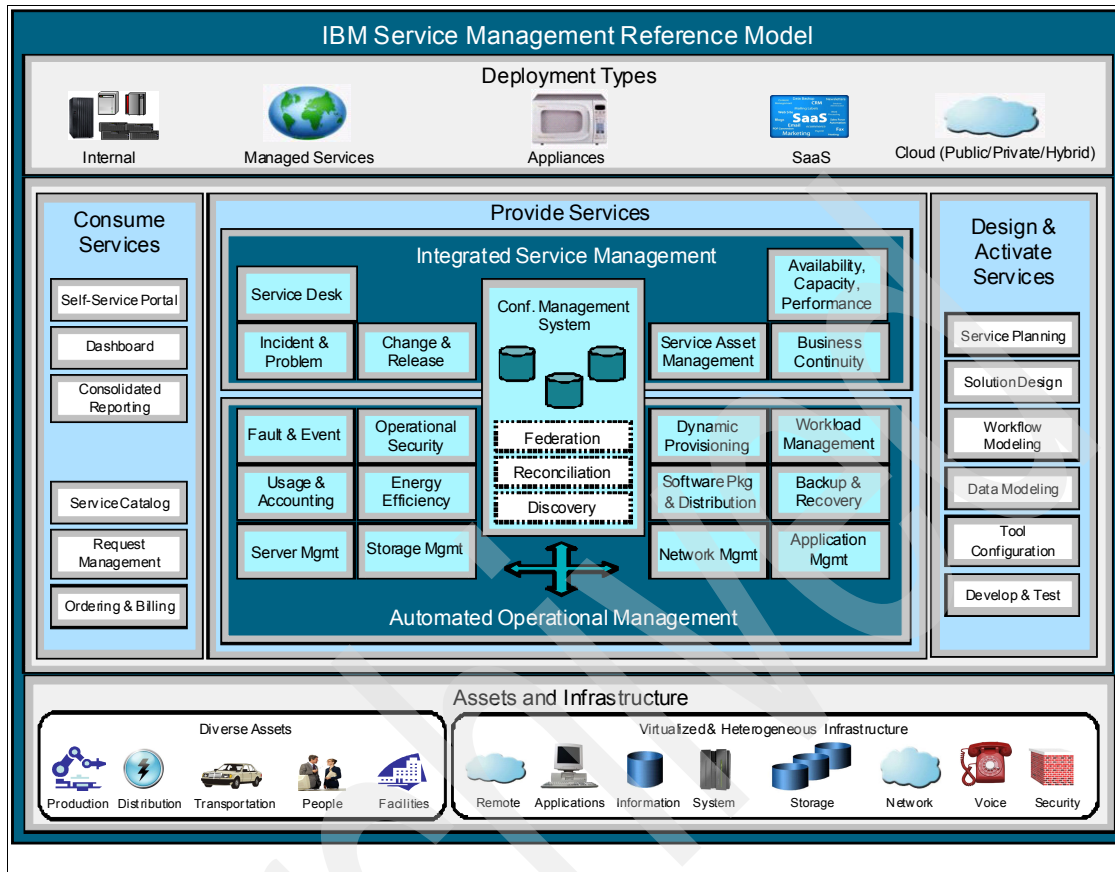 IBM Service Management Reference Model
Deployment Types
Internal
Managed Services
Appliances
SaaS
CRM
Email
Marketing
Fax
SaaS
Cloud (Public/Private/Hybrid)
Consume
Services
Self-Service Portal
Dashboard
Consolidated
Reporting
Service Catalog
Request
Management
Ordering & Billing
Provide Services
Integrated Service Management
Service Desk
Incident &
Problem
Change &
Release
Conf. Management
System
Federation
Reconciliation
Discovery
Availability,
Capacity,
Performance
Service Asset
Management
Business
Continuity
Fault & Event
Operational
Security
Usage &
Accounting
Energy
Efficiency
Server Mgmt
Storage Mgmt
Dynamic
Provisioning
Workload
Management
Software Pkg
& Distribution
Backup &
Recovery
Network Mgmt
Application
Mgmt
Automated Operational Management
Design &
Activate
Services
Service Planning
Solution Design
Workflow
Modeling
Data Modeling
Tool
Configuration
Develop & Test
Assets and Infrastructure
Diverse Assets
Production
Distribution
Transportation
People
Facilities
Virtualized & Heterogeneous Infrastructure
Remote
Applications
Information
System
Storage
Network
Voice
Security